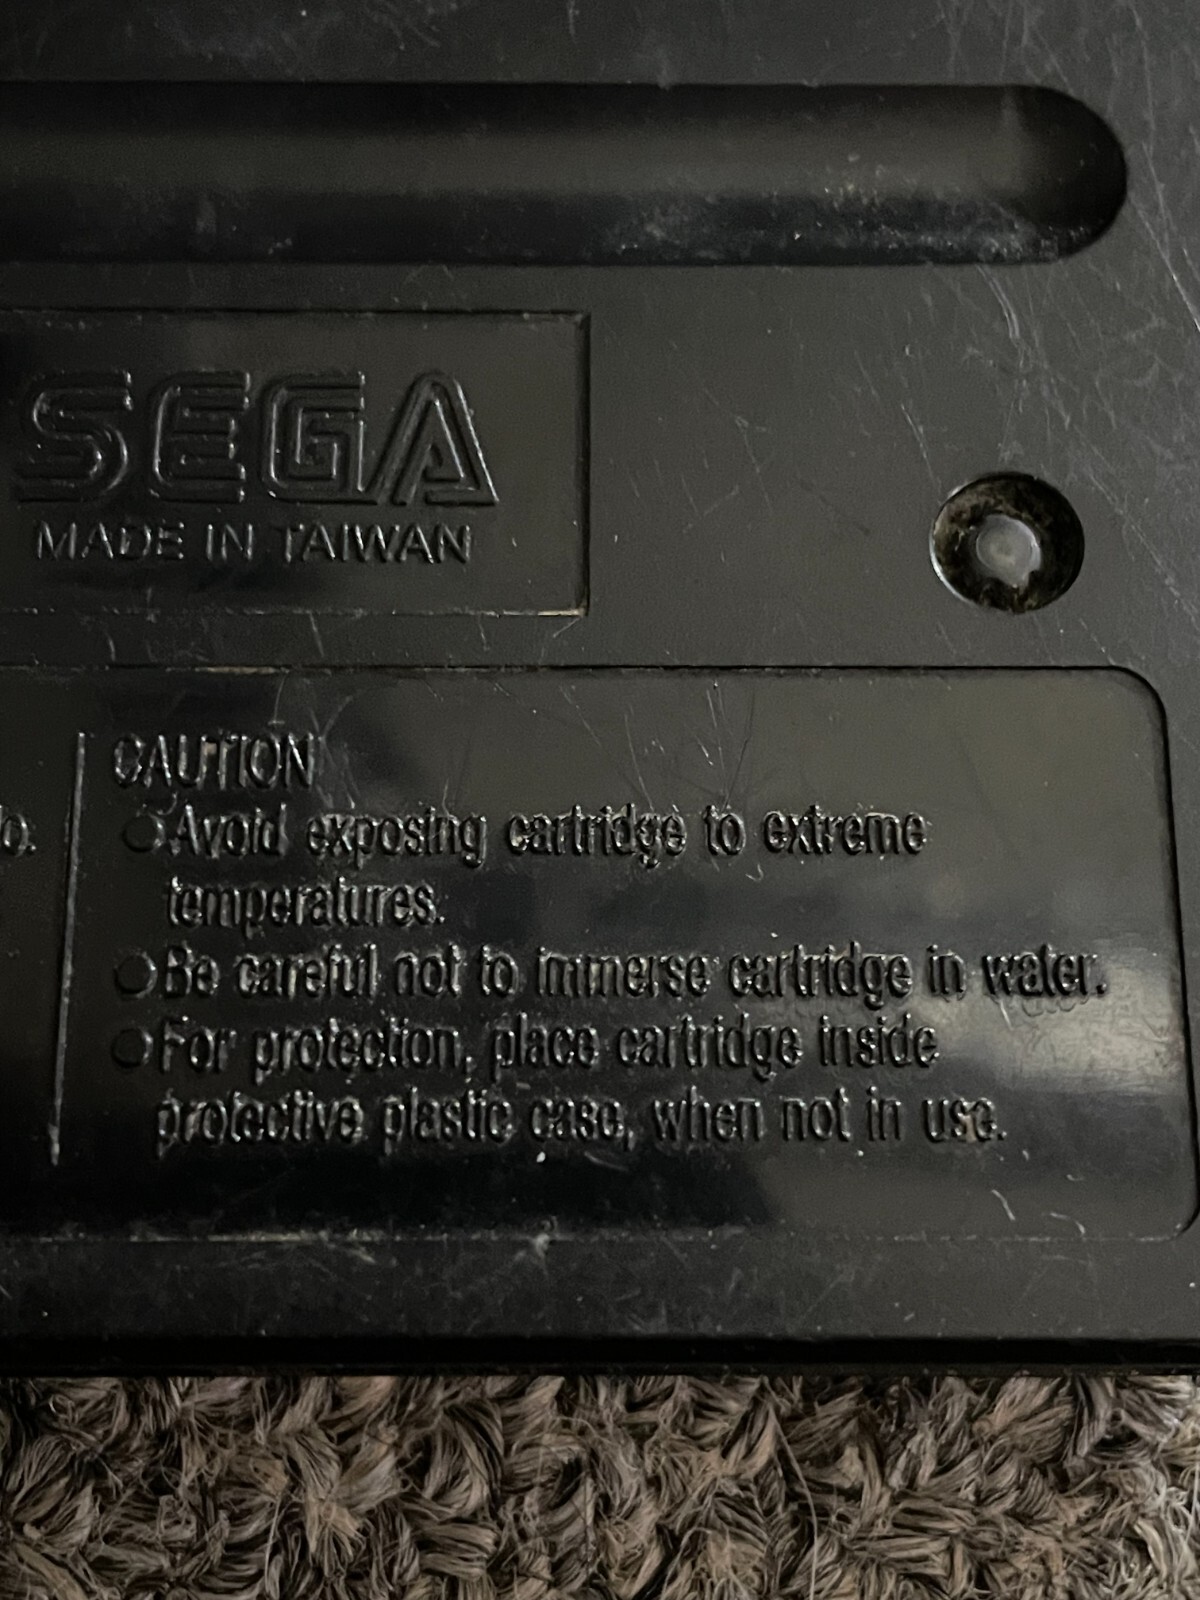 SEGA
MADE IN TAIWAN
CAUTION
○Avoid exposing cartridge to extreme
temperatures.
○Be careful not to immerse cartridge in water.
○For protection, place cartridge inside
protective plastic case, when not in use.